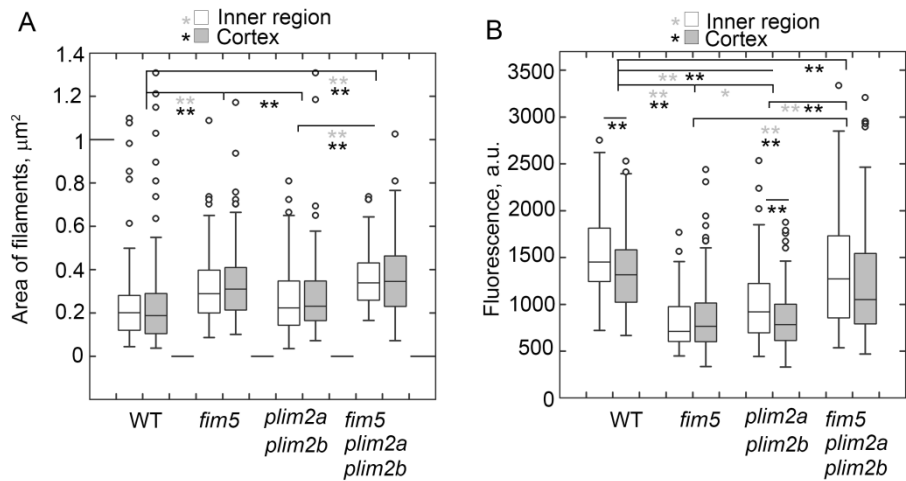 A
* Inner region
* Cortex
Area of filaments, μm²
1.4
1.2
1
0.8
0.6
0.4
0.2
0
**
**
**
**
**
**
**
WT
fim5
plim2a
plim2b
fim5
plim2a
plim2b
B
* Inner region
* Cortex
Fluorescence, a.u.
3500
3000
2500
2000
1500
1000
500
0
**
** **
** *
**
** **
**
**
**
**
WT
fim5
plim2a
plim2b
fim5
plim2a
plim2b